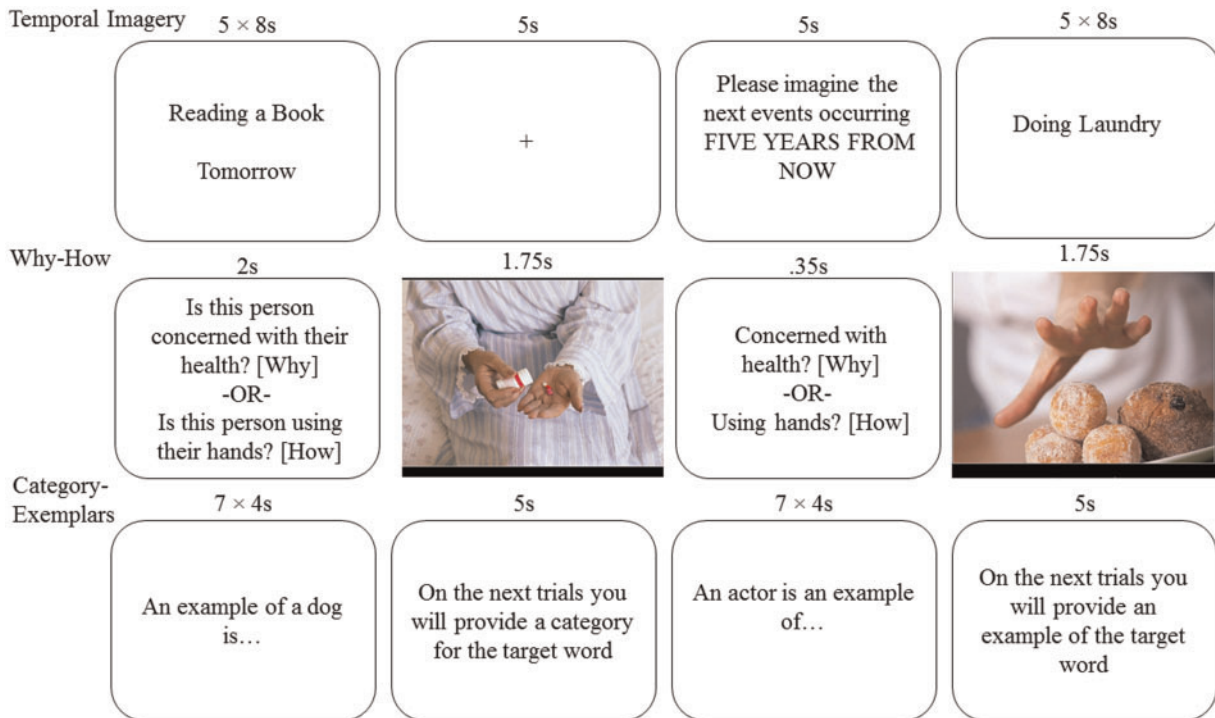 Temporal Imagery
5 × 8s
5s
5s
5 × 8s
Reading a Book
Tomorrow
+
Please imagine the
next events occurring
FIVE YEARS FROM
NOW
Doing Laundry
Why-How
2s
1.75s
.35s
1.75s
Is this person
concerned with their
health? [Why]
-OR-
Is this person using
their hands? [How]
Concerned with
health? [Why]
-OR-
Using hands? [How]
Category-
Exemplars
7 × 4s
5s
7 × 4s
5s
An example of a dog
is…
On the next trials you
will provide a category
for the target word
An actor is an example
of…
On the next trials you
will provide an
example of the target
word